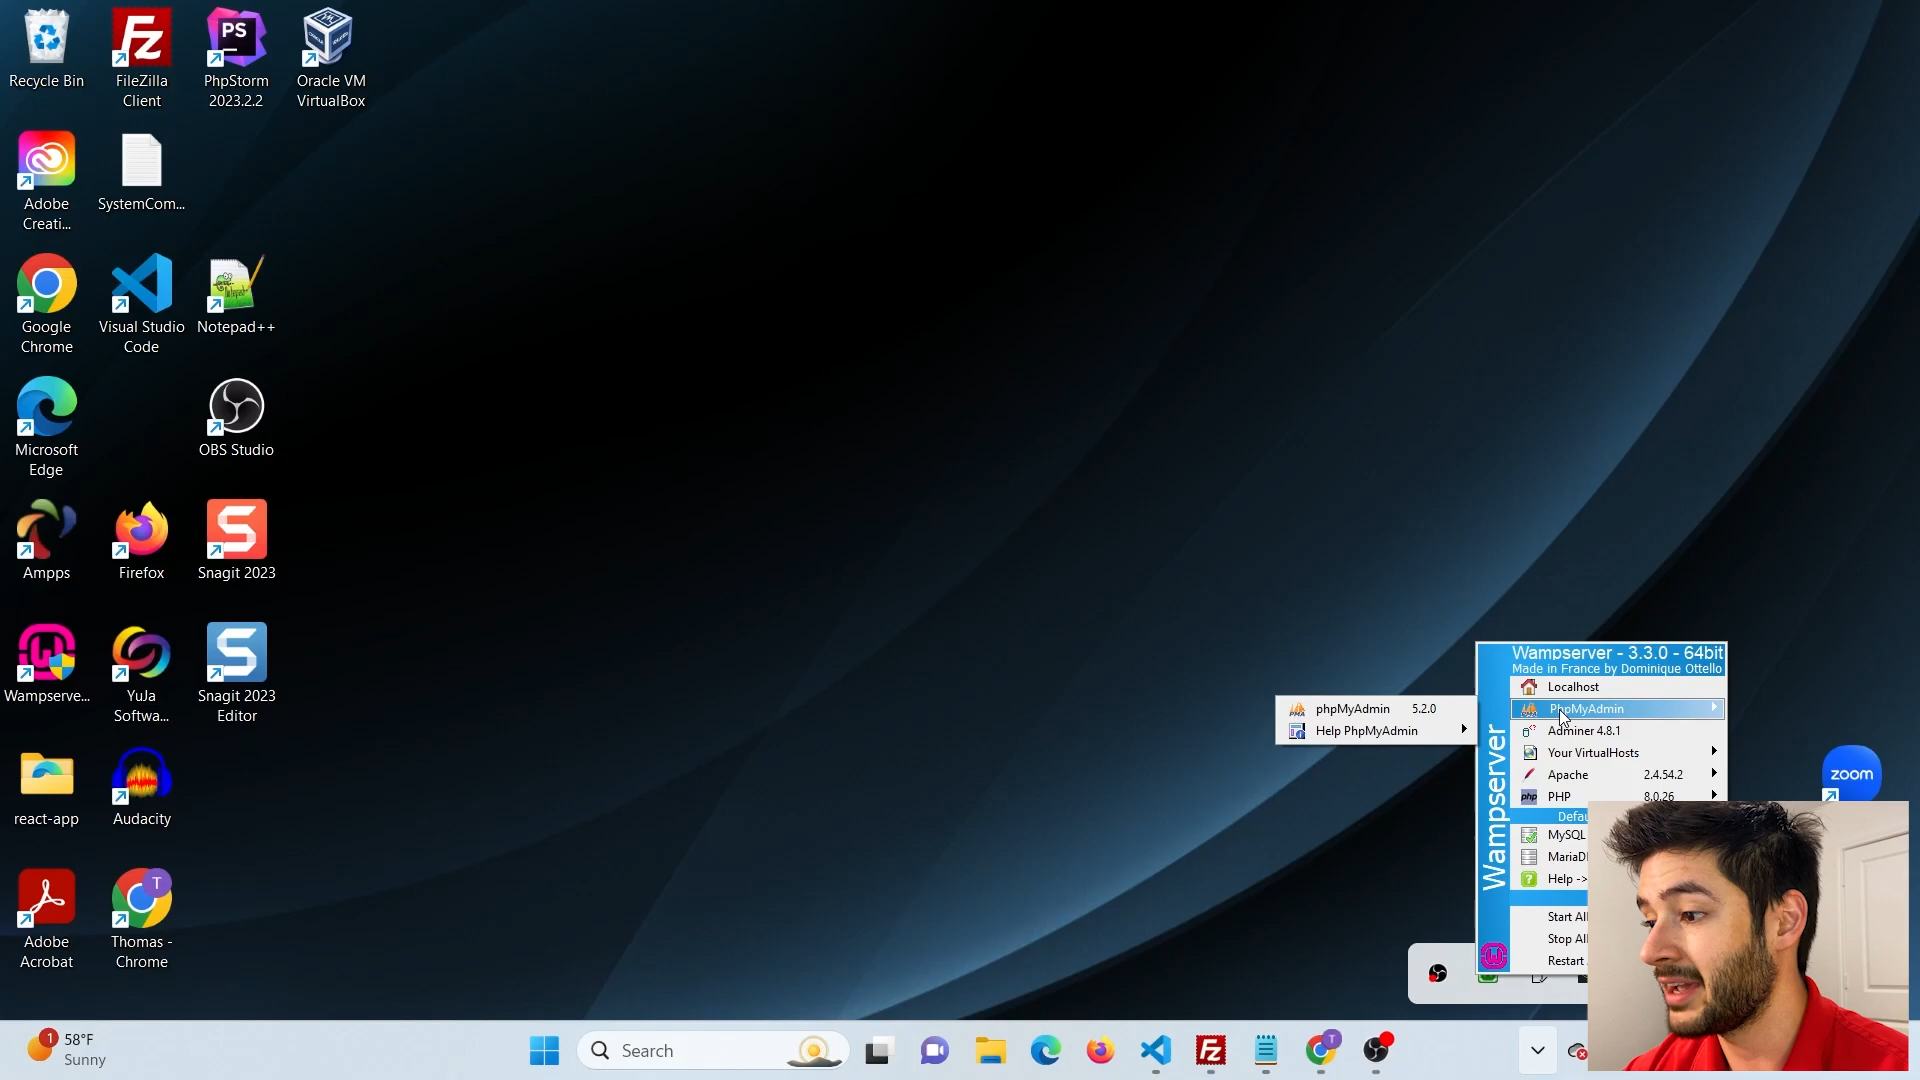 Recycle Bin
FileZilla
Client
PhpStorm
2023.2.2
Oracle VM
VirtualBox
Adobe
Creati...
SystemCom...
Google
Chrome
Visual Studio
Code
Notepad++
Microsoft
Edge
OBS Studio
Ampps
Firefox
Snagit 2023
Wampserve...
YuJa
Softwa...
Snagit 2023
Editor
react-app
Audacity
Adobe
Acrobat
Thomas -
Chrome
phpMyAdmin 5.2.0
Help PhpMyAdmin
Wampserver - 3.3.0 - 64bit
Made in France by Dominique Ottello
Wampserver
Localhost
PhpMyAdmin
Adminer 4.8.1
Your VirtualHosts
Apache 2.4.54.2
PHP 8.0.26
Defau
MySQL
MariaD
Help ->
Start All
Stop All
Restart
zoom
1
58°F
Sunny
Search
T